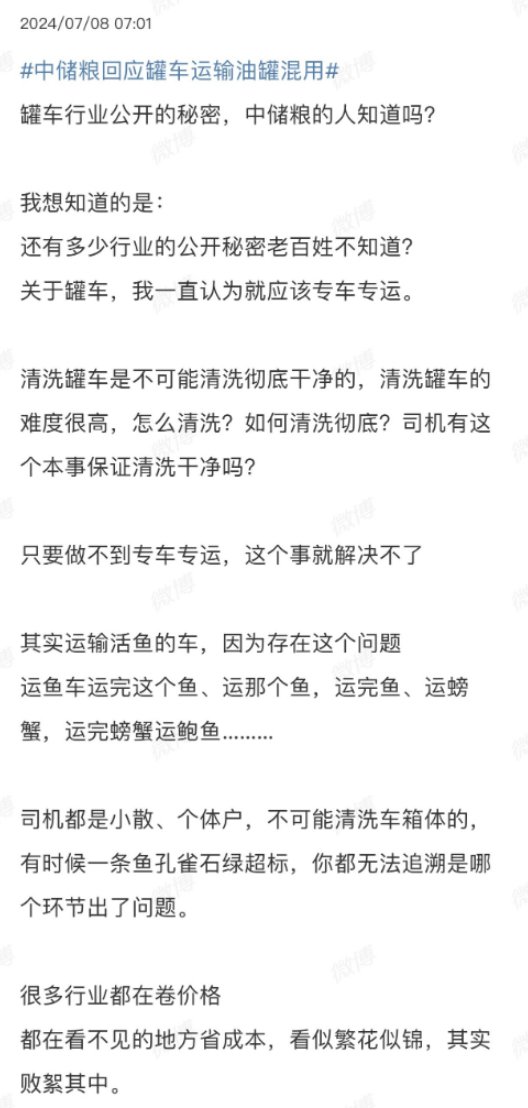 2024/07/08 07:01
#中储粮回应罐车运输油罐混用#
罐车行业公开的秘密，中储粮的人知道吗？
我想知道的是：
还有多少行业的公开秘密老百姓不知道？
关于罐车，我一直认为就应该专车专运。
清洗罐车是不可能清洗彻底干净的，清洗罐车的
难度很高，怎么清洗？如何清洗彻底？司机有这
个本事保证清洗干净吗？
只要做不到专车专运，这个事就解决不了
其实运输活鱼的车，因为存在这个问题
运鱼车运完这个鱼、运那个鱼，运完鱼、运螃
蟹，运完螃蟹运鲍鱼………
司机都是小散、个体户，不可能清洗车箱体的，
有时候一条鱼孔雀石绿超标，你都无法追溯是哪
个环节出了问题。
很多行业都在卷价格
都在看不见的地方省成本，看似繁花似锦，其实
败絮其中。